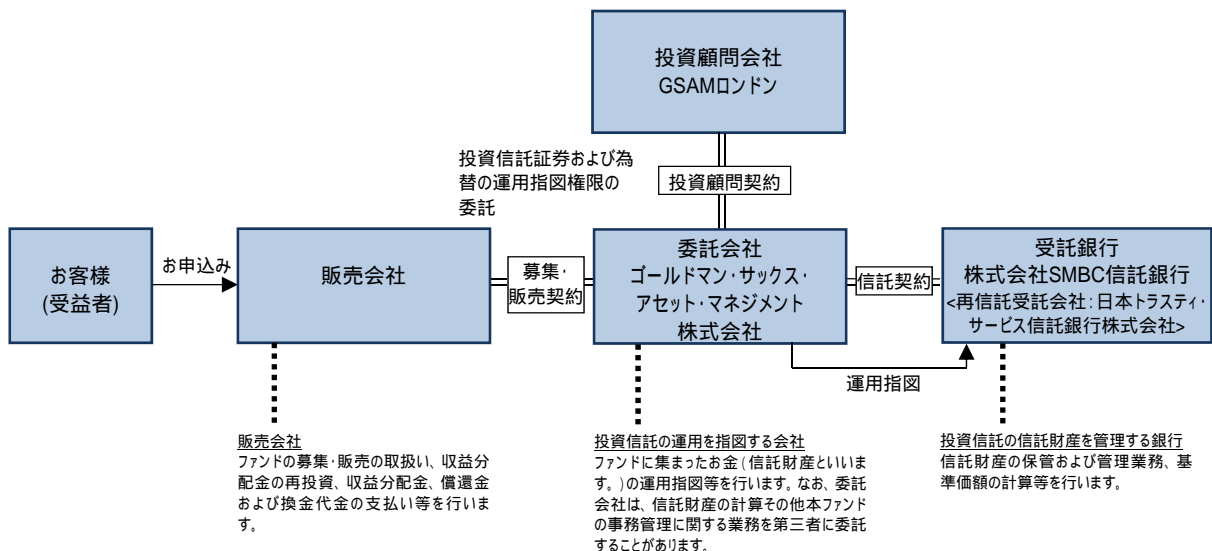 投資顧問会社
GSAMロンドン
投資信託証券および為
替の運用指図権限の
委託
投資顧問契約
お客様
(受益者)
お申込み
販売会社
募集・
販売契約
委託会社
ゴールドマン・サックス・
アセット・マネジメント
株式会社
信託契約
受託銀行
株式会社SMBC信託銀行
<再信託受託会社:日本トラスティ・
サービス信託銀行株式会社>
運用指図
販売会社
ファンドの募集・販売の取扱い、収益分
配金の再投資、収益分配金、償還金
および換金代金の支払い等を行いま
す。
投資信託の運用を指図する会社
ファンドに集まったお金(信託財産といいま
す。)の運用指図等を行います。なお、委託
会社は、信託財産の計算その他本ファンド
の事務管理に関する業務を第三者に委託
することがあります。
投資信託の信託財産を管理する銀行
信託財産の保管および管理業務、基
準価額の計算等を行います。